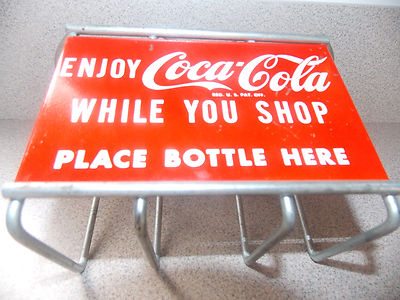 ENJOY Coca-Cola
REG. U. S. PAT. OFF.
WHILE YOU SHOP
PLACE BOTTLE HERE